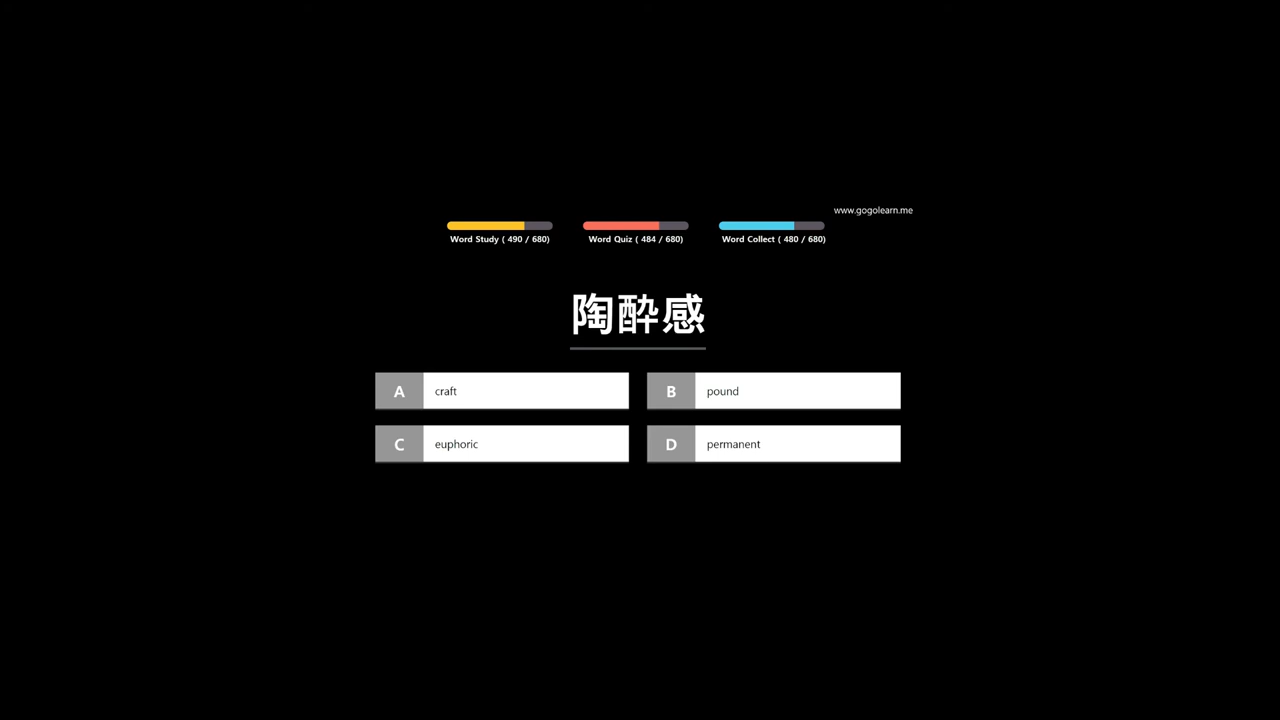 www.gogolearn.me
Word Study ( 490 / 680)
Word Quiz ( 484 / 680)
Word Collect ( 480 / 680)
陶酔感
A craft
B pound
C euphoric
D permanent